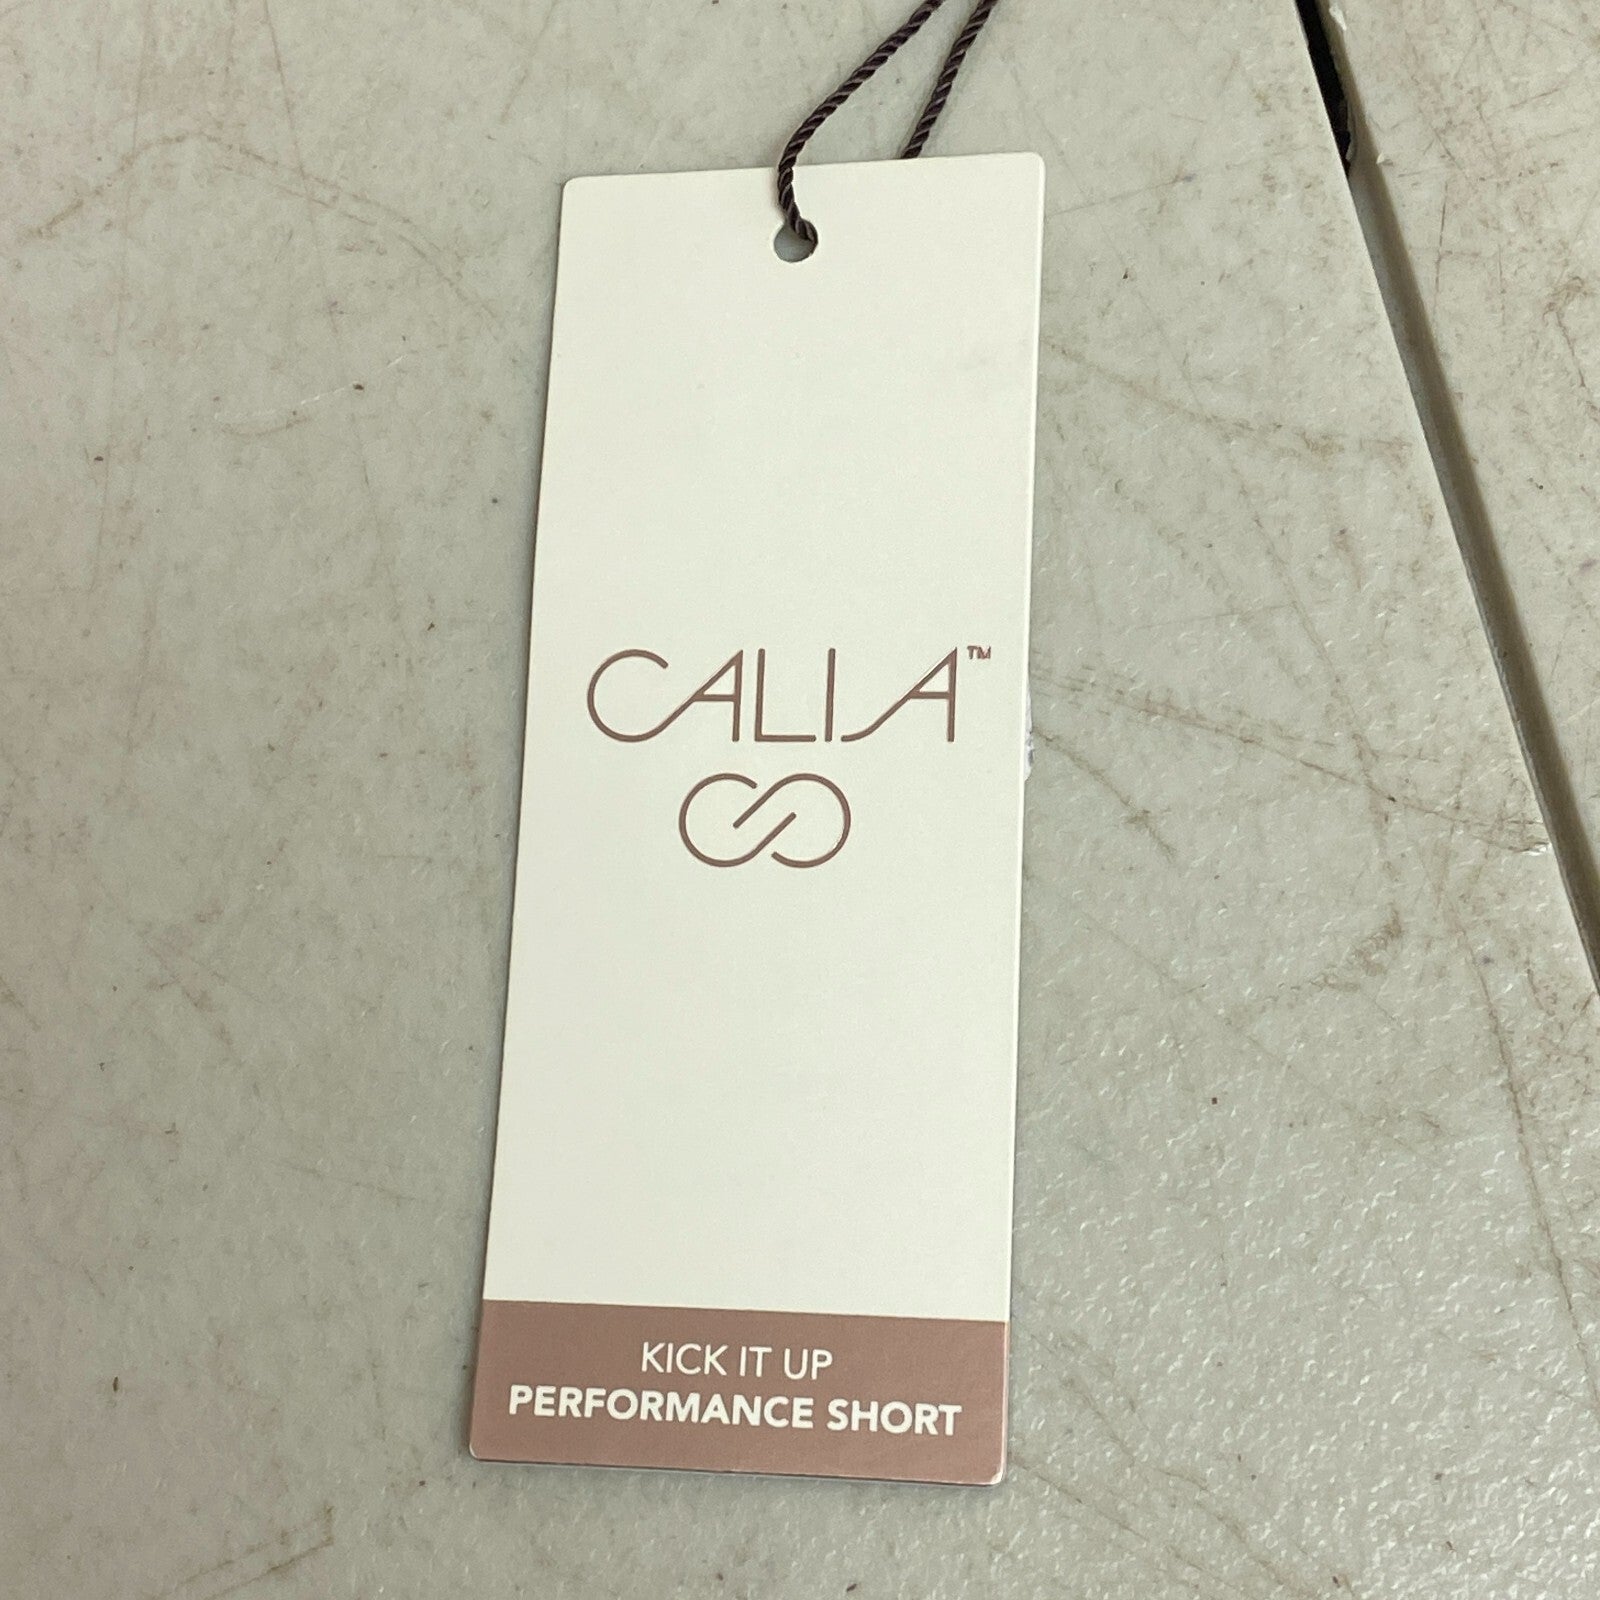 CALIA™
KICK IT UP
PERFORMANCE SHORT